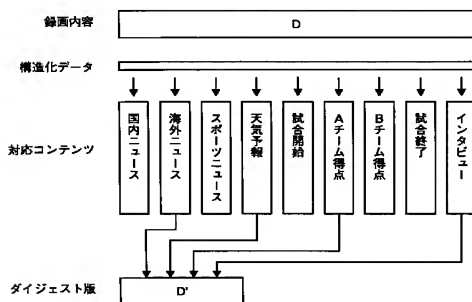 録画内容
D
構造化データ
対応コンテンツ
国内ニュース
海外ニュース
スポーツニュース
天気予報
試合開始
Aチーム得点
Bチーム得点
試合終了
インタビュー
ダイジェスト版
D'